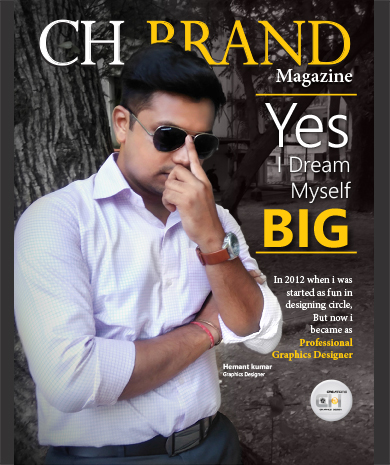 CH BRAND
Magazine
Yes
I Dream
Myself
BIG
In 2012 when i was
started as fun in
designing circle,
But now i
became as
Professional
Graphics Designer
Hemant kumar
Graphics Designer
CH